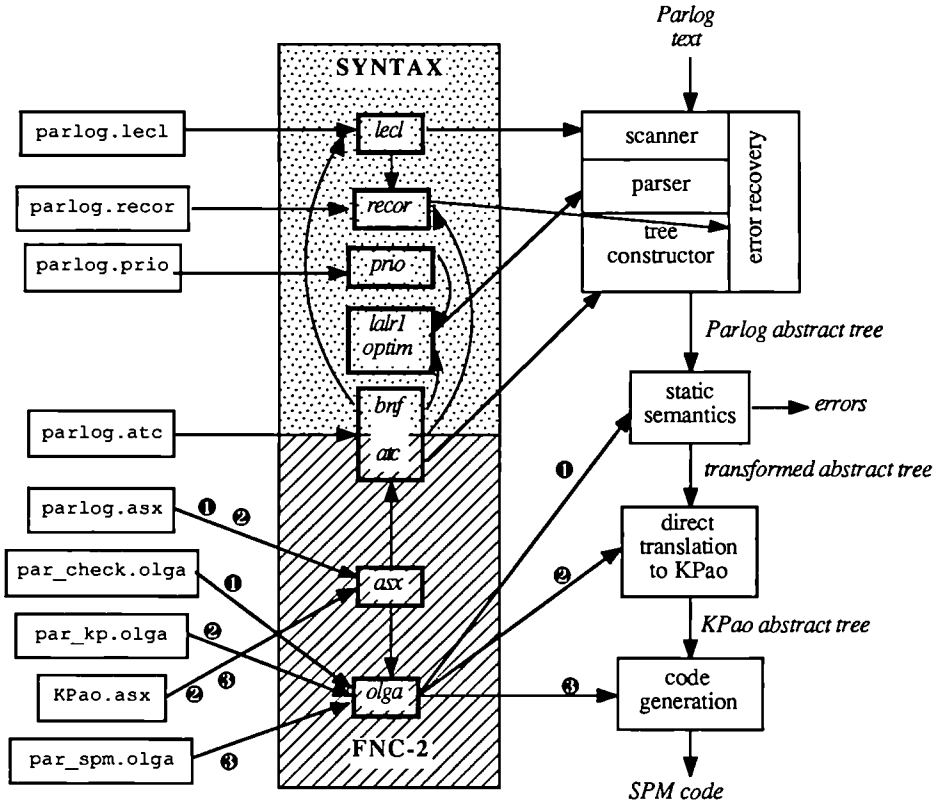 Parlog
text
SYNTAX
parlog.lecl
lecl
scanner
error recovery
parser
parlog.recor
recor
tree
constructor
parlog.prio
prio
lalr1
optim
Parlog abstract tree
bnf
static
semantics
errors
parlog.atc
atc
❶
transformed abstract tree
parlog.asx
❶
❷
direct
translation
to KPao
par_check.olga
❶
asx
❷
par_kp.olga
❷
KPao abstract tree
KPao.asx
❷
❸
olga
❸
code
generation
par_spm.olga
❸
FNC-2
SPM code